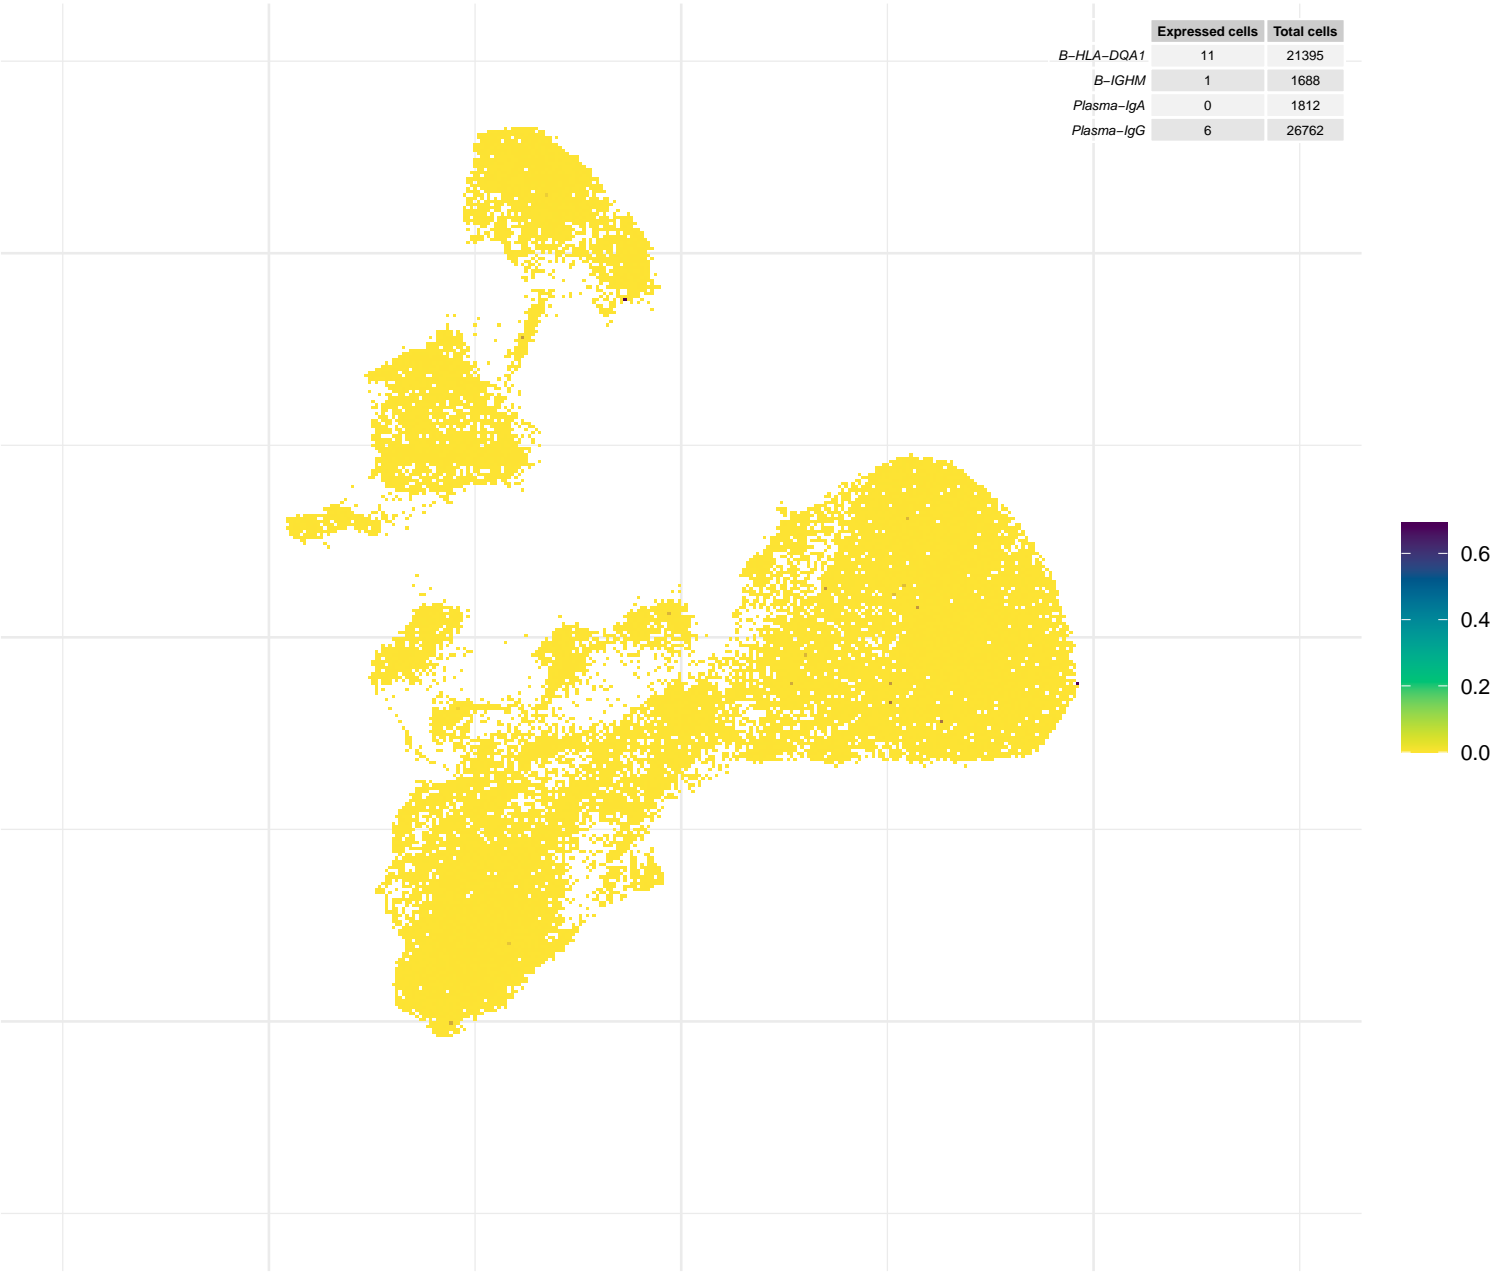 Expressed cells Total cells
B−HLA−DQA1 11 21395
B−IGHM 1 1688
Plasma−IgA 0 1812
Plasma−IgG 6 26762
0.6
0.4
0.2
0.0